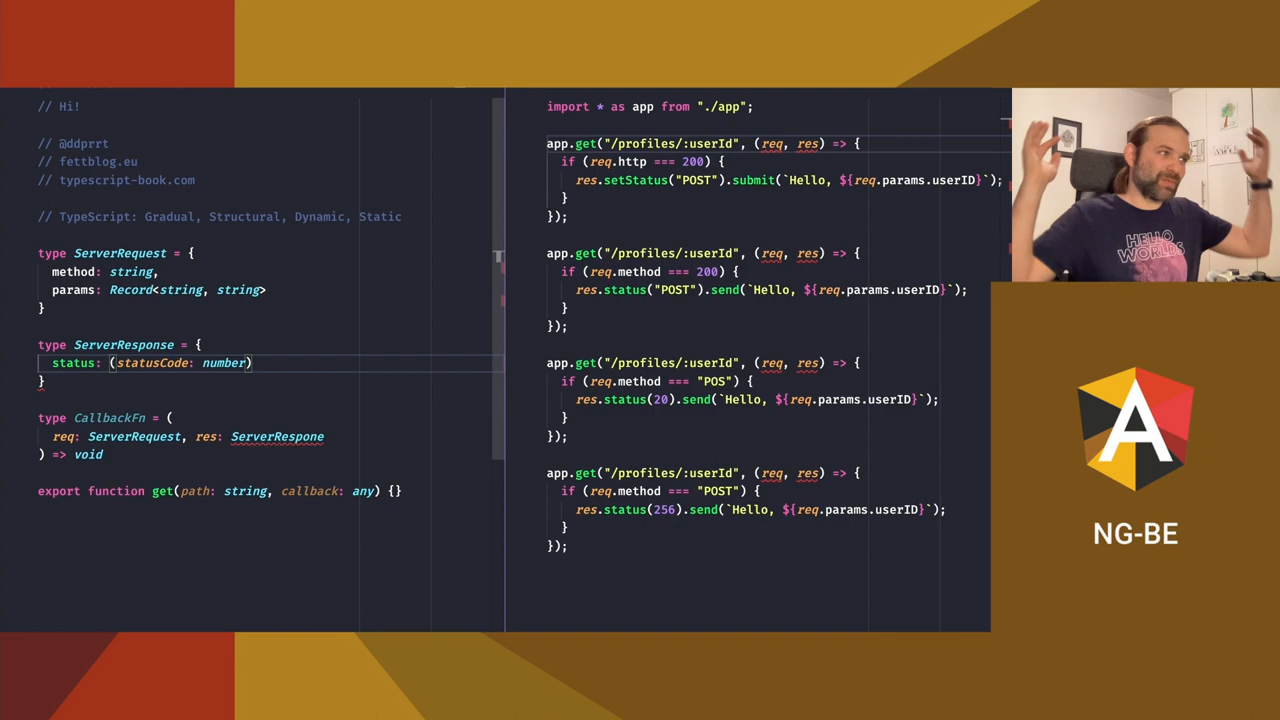 // Hi!
// @ddprrt
// fettblog.eu
// typescript-book.com
// TypeScript: Gradual, Structural, Dynamic, Static
type ServerRequest = {
method: string,
params: Record<string, string>
}
type ServerResponse = {
status: (statusCode: number)
}
type CallbackFn = (
req: ServerRequest, res: ServerRespone
) => void
export function get(path: string, callback: any) {}
import * as app from "./app";
app.get("/profiles/:userId", (req, res) => {
if (req.http === 200) {
res.setStatus("POST").submit(`Hello, ${req.params.userID}`);
}
});
app.get("/profiles/:userId", (req, res) => {
if (req.method === 200) {
res.status("POST").send(`Hello, ${req.params.userID}`);
}
});
app.get("/profiles/:userId", (req, res) => {
if (req.method === "POS") {
res.status(20).send(`Hello, ${req.params.userID}`);
}
});
app.get("/profiles/:userId", (req, res) => {
if (req.method === "POST") {
res.status(256).send(`Hello, ${req.params.userID}`);
}
});
HELLO
WORLDS
A
NG-BE